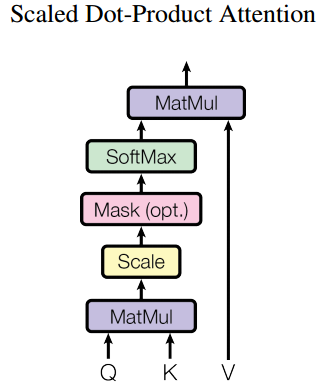 Scaled Dot-Product Attention
MatMul
SoftMax
Mask (opt.)
Scale
MatMul
Q K V